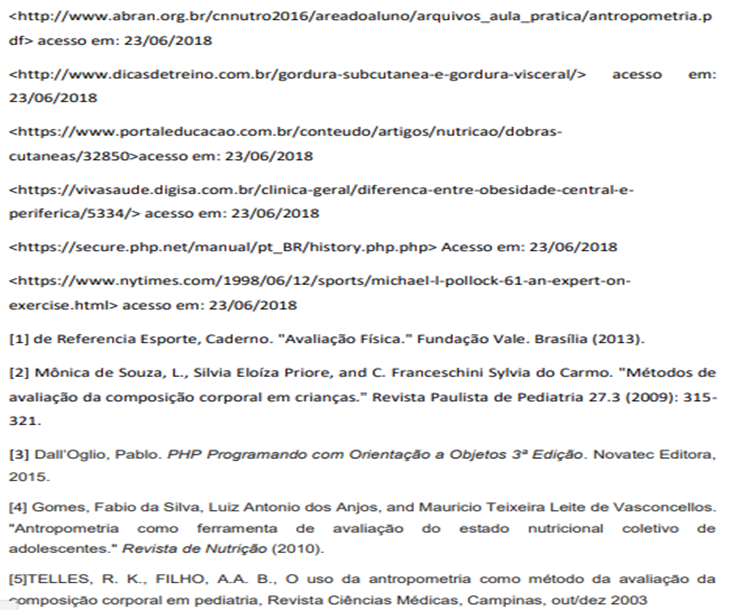 <http://www.abran.org.br/cnnutro2016/areadoaluno/arquivos_aula_pratica/antropometria.p
df> acesso em: 23/06/2018
<http://www.dicasdetreino.com.br/gordura-subcutanea-e-gordura-visceral/> acesso em:
23/06/2018
<https://www.portaleducacao.com.br/conteudo/artigos/nutricao/dobras-
cutaneas/32850>acesso em: 23/06/2018
<https://vivasaude.digisa.com.br/clinica-geral/diferenca-entre-obesidade-central-e-
periferica/5334/> acesso em: 23/06/2018
<https://secure.php.net/manual/pt_BR/history.php.php> Acesso em: 23/06/2018
<https://www.nytimes.com/1998/06/12/sports/michael-l-pollock-61-an-expert-on-
exercise.html> acesso em: 23/06/2018
[1] de Referencia Esporte, Caderno. "Avaliação Física." Fundação Vale. Brasília (2013).
[2] Mônica de Souza, L., Silvia Eloíza Priore, and C. Franceschini Sylvia do Carmo. "Métodos de
avaliação da composição corporal em crianças." Revista Paulista de Pediatria 27.3 (2009): 315-
321.
[3] Dall'Oglio, Pablo. PHP Programando com Orientação a Objetos 3ª Edição. Novatec Editora,
2015.
[4] Gomes, Fabio da Silva, Luiz Antonio dos Anjos, and Mauricio Teixeira Leite de Vasconcellos.
"Antropometria como ferramenta de avaliação do estado nutricional coletivo de
adolescentes." Revista de Nutrição (2010).
[5]TELLES, R. K., FILHO, A.A. B., O uso da antropometria como método da avaliação da
composição corporal em pediatria, Revista Ciências Médicas, Campinas, out/dez 2003